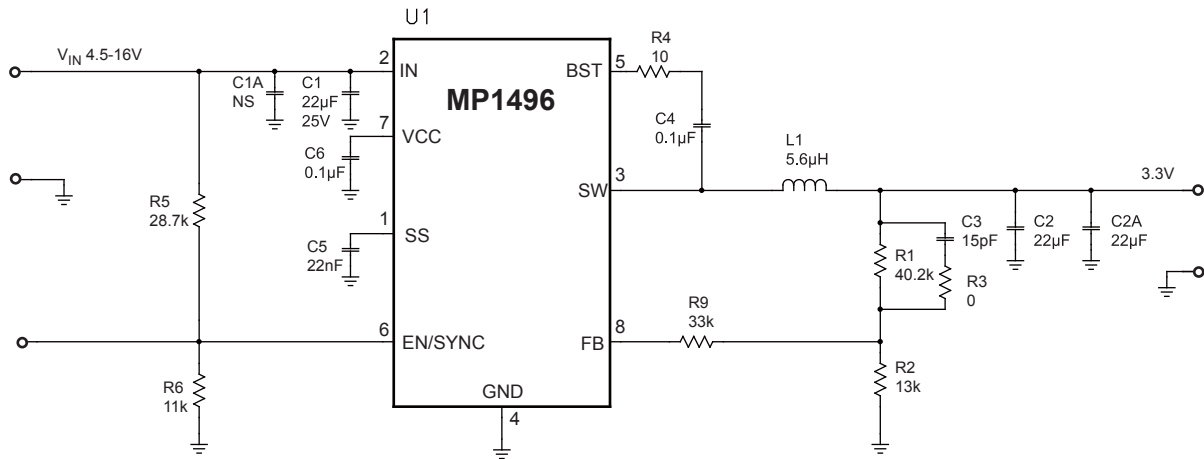 U1
V_IN 4.5-16V
2
IN
C1A
NS
C1
22µF
25V
MP1496
BST
5
R4
10
C4
0.1µF
7
VCC
C6
0.1µF
L1
5.6µH
SW
3
3.3V
R5
28.7k
1
SS
C5
22nF
C3
15pF
C2
22µF
C2A
22µF
R1
40.2k
R3
0
R9
33k
6
EN/SYNC
FB
8
R6
11k
R2
13k
GND
4